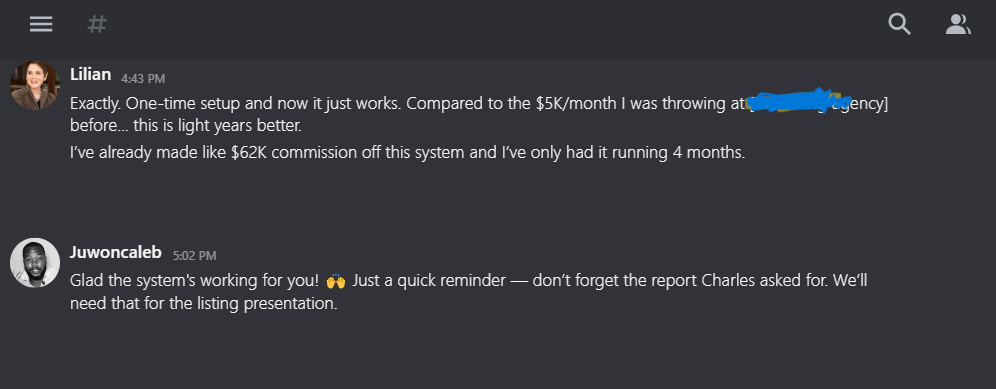 #
Lilian 4:43 PM
Exactly. One-time setup and now it just works. Compared to the $5K/month I was throwing at [ agency]
before... this is light years better.
I've already made like $62K commission off this system and I've only had it running 4 months.
Juwoncaleb 5:02 PM
Glad the system's working for you! 🙌 Just a quick reminder — don't forget the report Charles asked for. We'll
need that for the listing presentation.